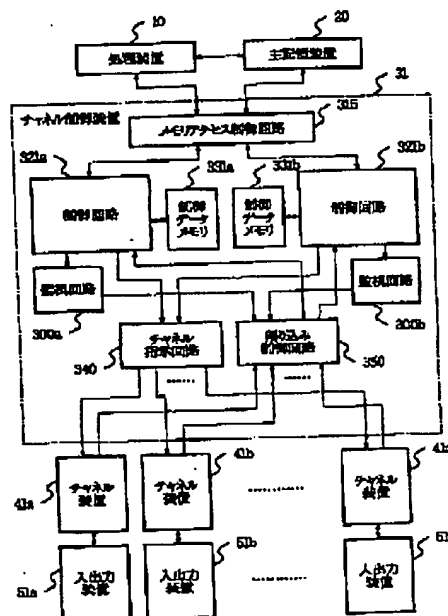 10
20
処理装置
主記憶装置
31
チャネル制御装置
315
メモリアクセス制御回路
321a
331a
331b
321b
制御回路
制御
データ
メモリ
制御
データ
メモリ
制御回路
監視回路
監視回路
300a
300b
チャネル
指示回路
割り込み
制御回路
340
350
41a
41b
チャネル
装置
チャネル
装置
チャネル
装置
51a
51b
入出力
装置
入出力
装置
入出力
装置